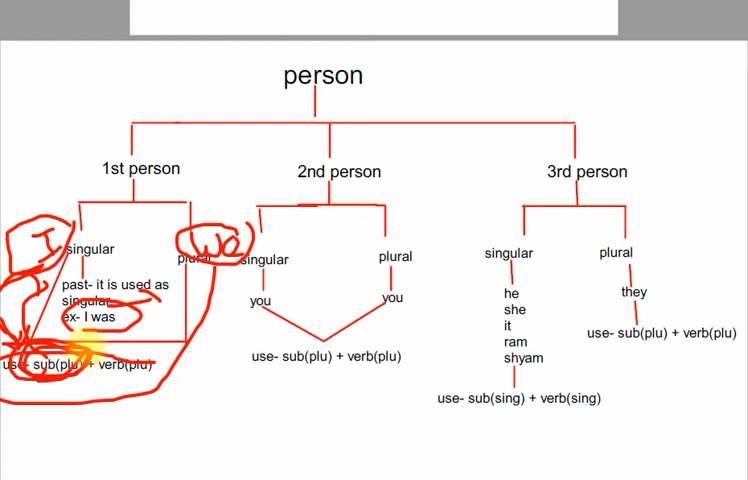 person
1st person
2nd person
3rd person
I
singular
We
plural
singular
plural
singular
plural
past- it is used as
singular
ex- I was
you
you
he
she
it
ram
shyam
they
use- sub(plu) + verb(plu)
use- sub(plu) + verb(plu)
use- sub(sing) + verb(sing)
use- sub(plu) + verb(plu)